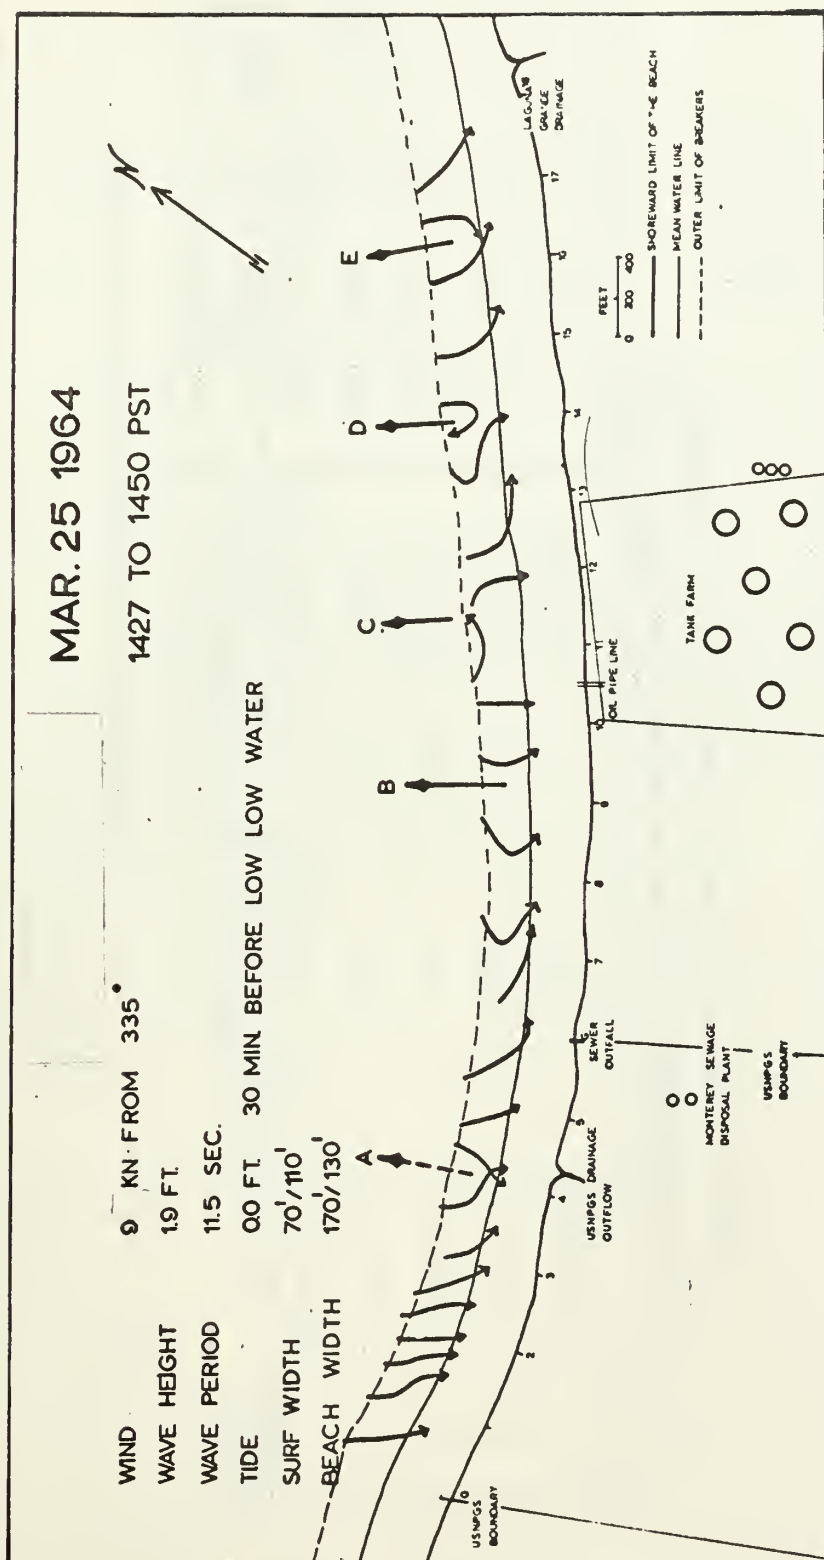 MAR. 25 1964
1427 TO 1450 PST
WIND 9 KN. FROM 335°
WAVE HEIGHT 1.9 FT.
WAVE PERIOD 11.5 SEC.
TIDE 0.0 FT. 30 MIN. BEFORE LOW LOW WATER
SURF WIDTH 70'/110'
BEACH WIDTH 170'/130'
N
A
B
C
D
E
0
2
3
4
5
6
7
8
9
10
11
12
13
14
15
16
17
USNPGS
BOUNDARY
USNPGS DRAINAGE
OUTFLOW
SEWER
OUTFALL
MONTEREY SEWAGE
DISPOSAL PLANT
USNPGS
BOUNDARY
OIL PIPE LINE
TANK FARM
LAGUNA
GRANDE
DRAINAGE
FEET
0 200 400
SHOREWARD LIMIT OF THE BEACH
MEAN WATER LINE
OUTER LIMIT OF BREAKERS